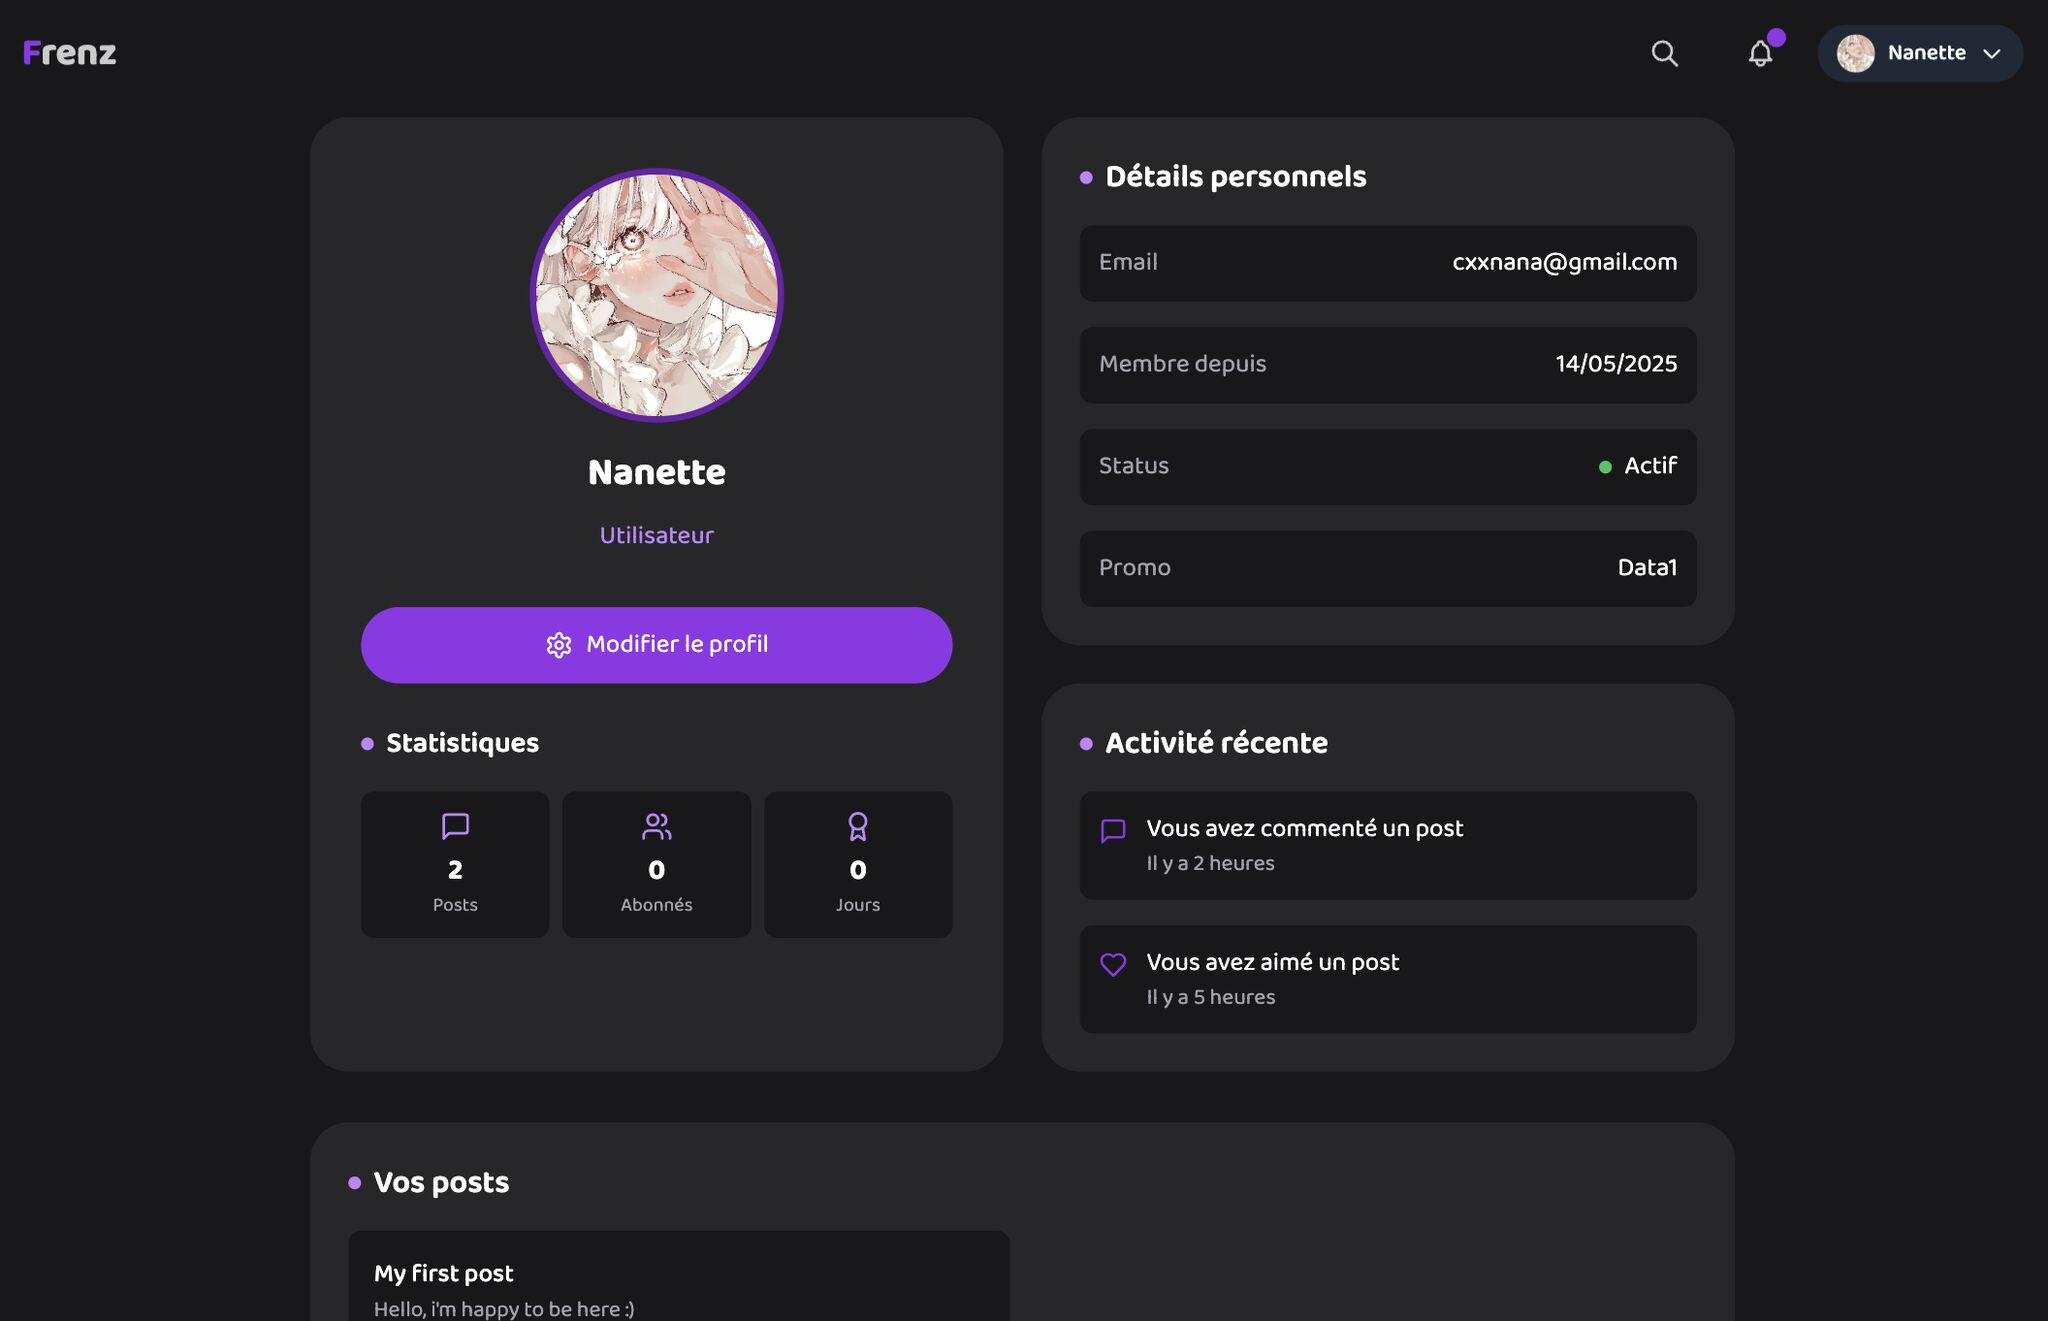 Frenz
Nanette
Nanette
Utilisateur
Modifier le profil
Statistiques
2
Posts
0
Abonnés
0
Jours
Détails personnels
Email cxxnana@gmail.com
Membre depuis 14/05/2025
Status Actif
Promo Data1
Activité récente
Vous avez commenté un post
Il y a 2 heures
Vous avez aimé un post
Il y a 5 heures
Vos posts
My first post
Hello, i'm happy to be here :)